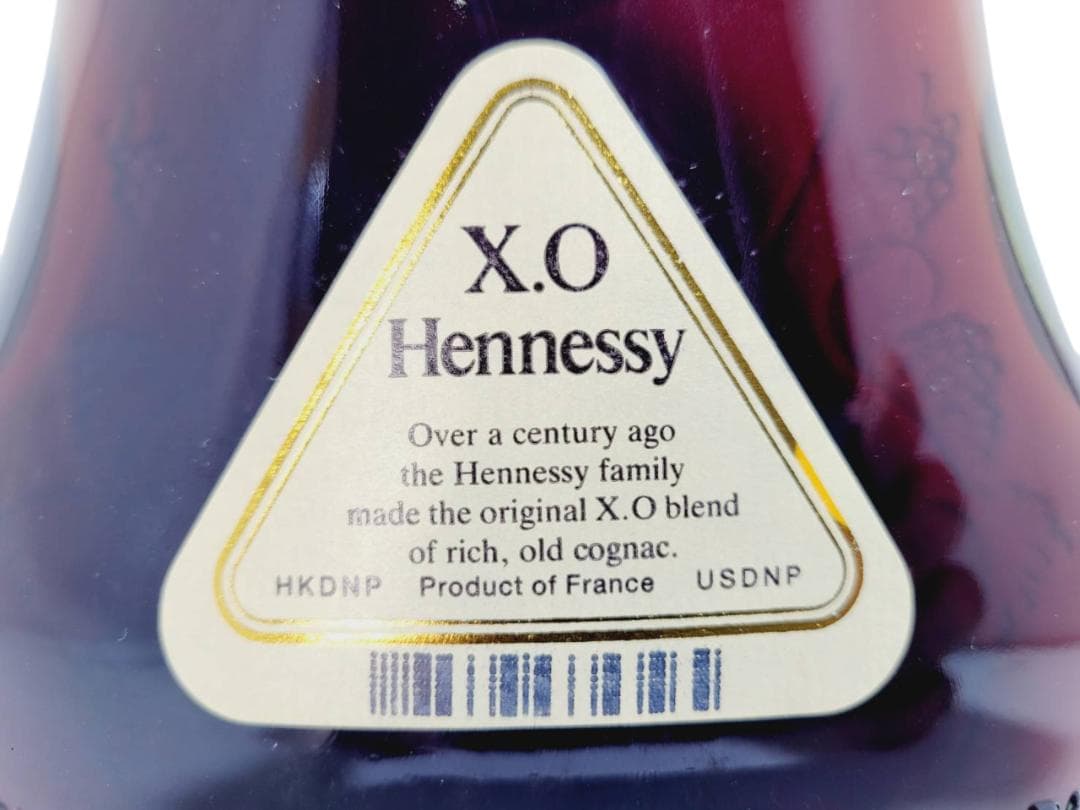 X.O
Hennessy
Over a century ago
the Hennessy family
made the original X.O blend
of rich, old cognac.
HKDNP Product of France USDNP